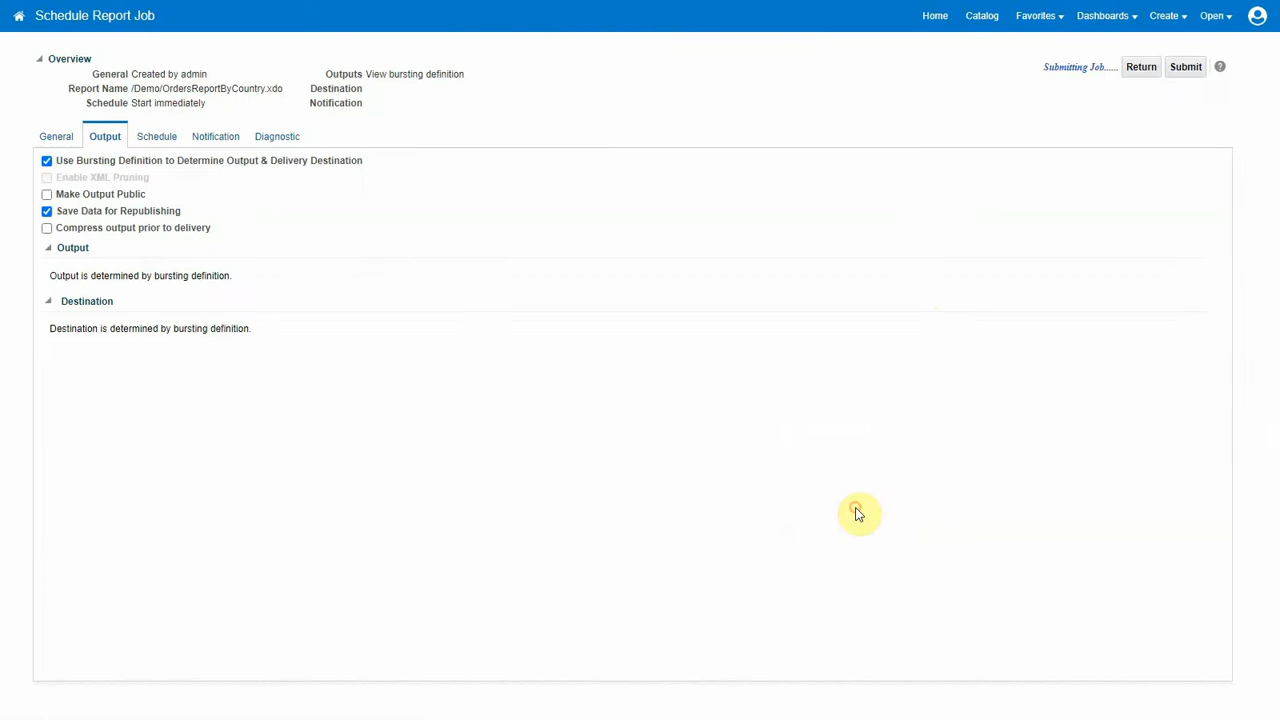 Schedule Report Job
Home Catalog Favorites Dashboards Create Open
Overview
General Created by admin
Report Name /Demo/OrdersReportByCountry.xdo
Schedule Start immediately
Outputs View bursting definition
Destination
Notification
Submitting Job...... Return Submit ?
General Output Schedule Notification Diagnostic
Use Bursting Definition to Determine Output & Delivery Destination
Enable XML Pruning
Make Output Public
Save Data for Republishing
Compress output prior to delivery
Output
Output is determined by bursting definition.
Destination
Destination is determined by bursting definition.